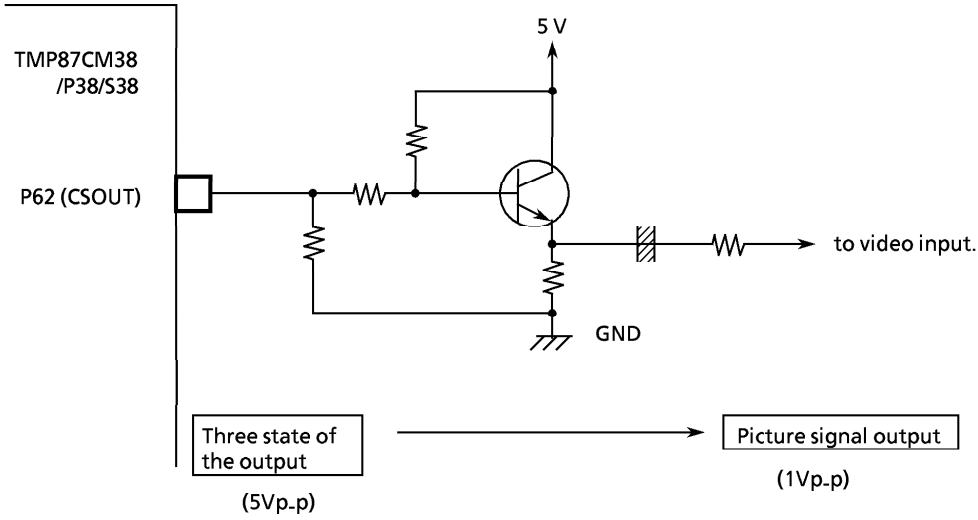 5 V
TMP87CM38
/P38/S38
P62 (CSOUT)
to video input.
GND
Three state of
the output
(5Vp-p)
Picture signal output
(1Vp-p)